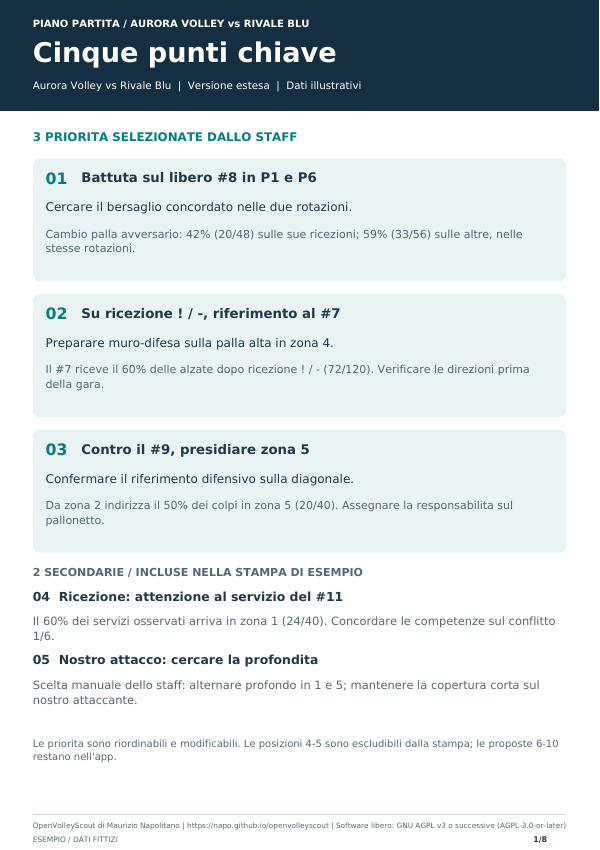 PIANO PARTITA / AURORA VOLLEY vs RIVALE BLU
Cinque punti chiave
Aurora Volley vs Rivale Blu | Versione estesa | Dati illustrativi
3 PRIORITA SELEZIONATE DALLO STAFF
01 Battuta sul libero #8 in P1 e P6
Cercare il bersaglio concordato nelle due rotazioni.
Cambio palla avversario: 42% (20/48) sulle sue ricezioni; 59% (33/56) sulle altre, nelle
stesse rotazioni.
02 Su ricezione ! / -, riferimento al #7
Preparare muro-difesa sulla palla alta in zona 4.
Il #7 riceve il 60% delle alzate dopo ricezione ! / - (72/120). Verificare le direzioni prima
della gara.
03 Contro il #9, presidiare zona 5
Confermare il riferimento difensivo sulla diagonale.
Da zona 2 indirizza il 50% dei colpi in zona 5 (20/40). Assegnare la responsabilita sul
pallonetto.
2 SECONDARIE / INCLUSE NELLA STAMPA DI ESEMPIO
04 Ricezione: attenzione al servizio del #11
Il 60% dei servizi osservati arriva in zona 1 (24/40). Concordare le competenze sul conflitto
1/6.
05 Nostro attacco: cercare la profondita
Scelta manuale dello staff: alternare profondo in 1 e 5; mantenere la copertura corta sul
nostro attaccante.
Le priorita sono riordinabili e modificabili. Le posizioni 4-5 sono escludibili dalla stampa; le proposte 6-10
restano nell'app.
OpenVolleyScout di Maurizio Napolitano | https://napo.github.io/openvolleyscout | Software libero: GNU AGPL v3 o successive (AGPL-3.0-or-later)
ESEMPIO / DATI FITTIZI 1/8